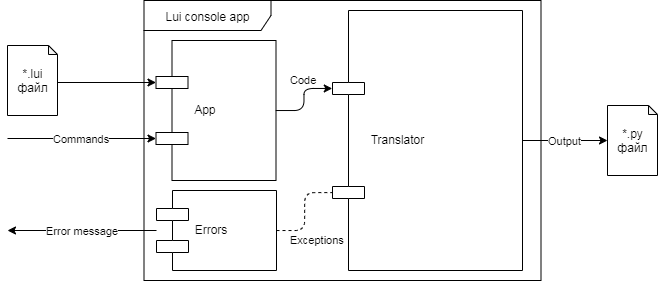 Lui console app
*.lui
файл
Commands
App
Code
Translator
Output
*.py
файл
Error message
Errors
Exceptions